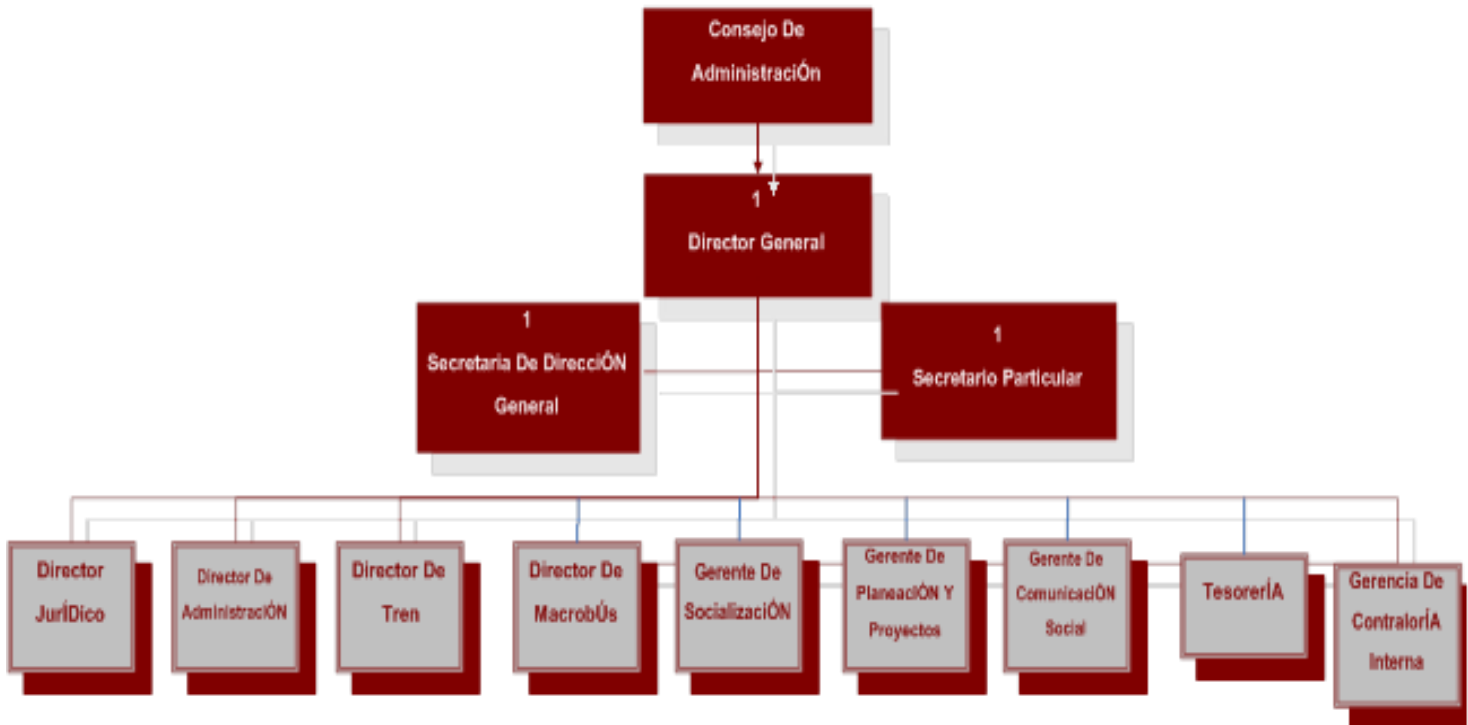 Consejo De
AdministraciÓn
1
Director General
1
Secretaria De DirecciÓN
General
1
Secretario Particular
Director
JurÍDico
Director De
AdministraciÓN
Director De
Tren
Director De
MacrobÚs
Gerente De
SocializaciÓN
Gerente De
PlaneaciÓN Y
Proyectos
Gerente De
ComunicaciÓN
Social
TesorerÍA
Gerencia De
ContralorÍA
Interna